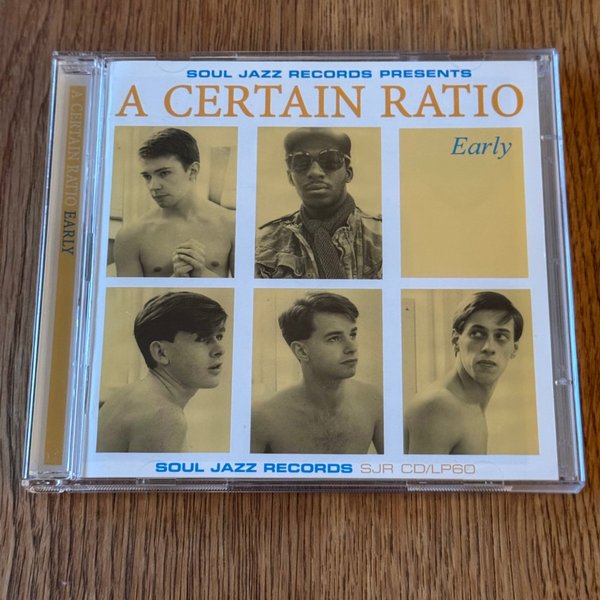 SOUL JAZZ RECORDS PRESENTS
A CERTAIN RATIO
Early
SOUL JAZZ RECORDS SJR CD/LP60
A CERTAIN RATIO EARLY